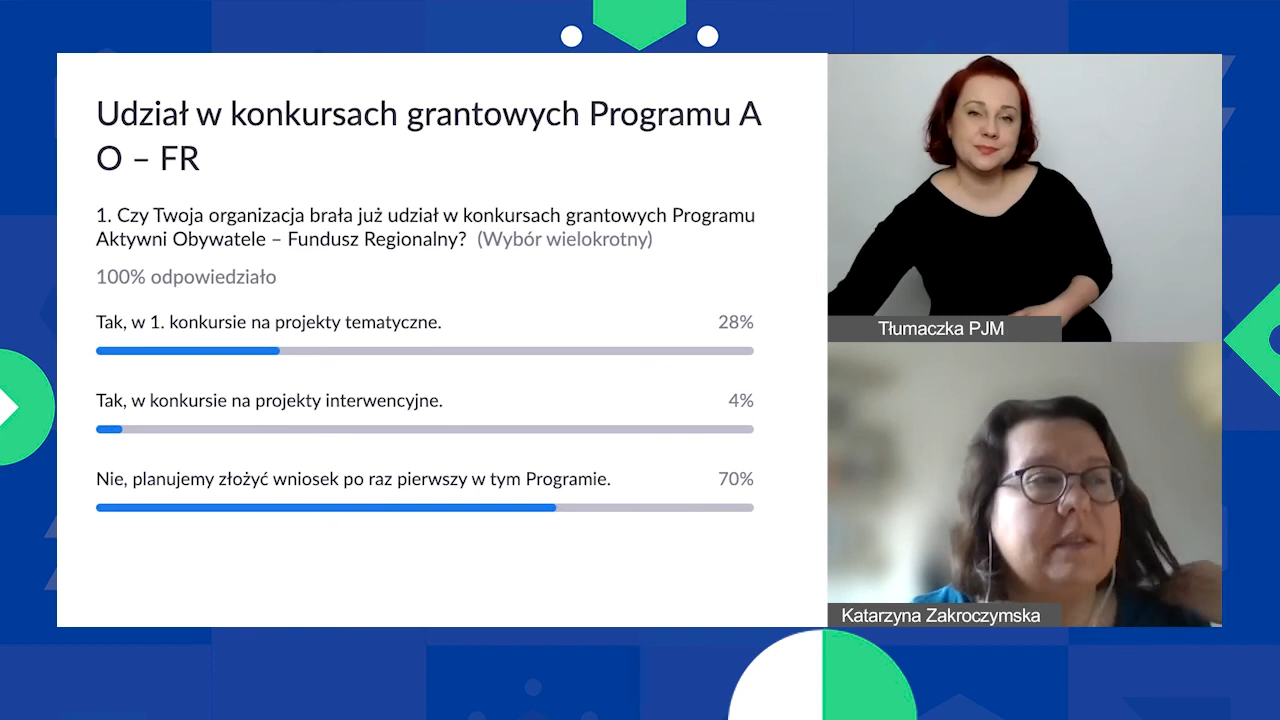 Udział w konkursach grantowych Programu A
O – FR
1. Czy Twoja organizacja brała już udział w konkursach grantowych Programu
Aktywni Obywatele – Fundusz Regionalny? (Wybór wielokrotny)
100% odpowiedziało
Tak, w 1. konkursie na projekty tematyczne. 28%
Tak, w konkursie na projekty interwencyjne. 4%
Nie, planujemy złożyć wniosek po raz pierwszy w tym Programie. 70%
Tłumaczka PJM
Katarzyna Zakroczymska